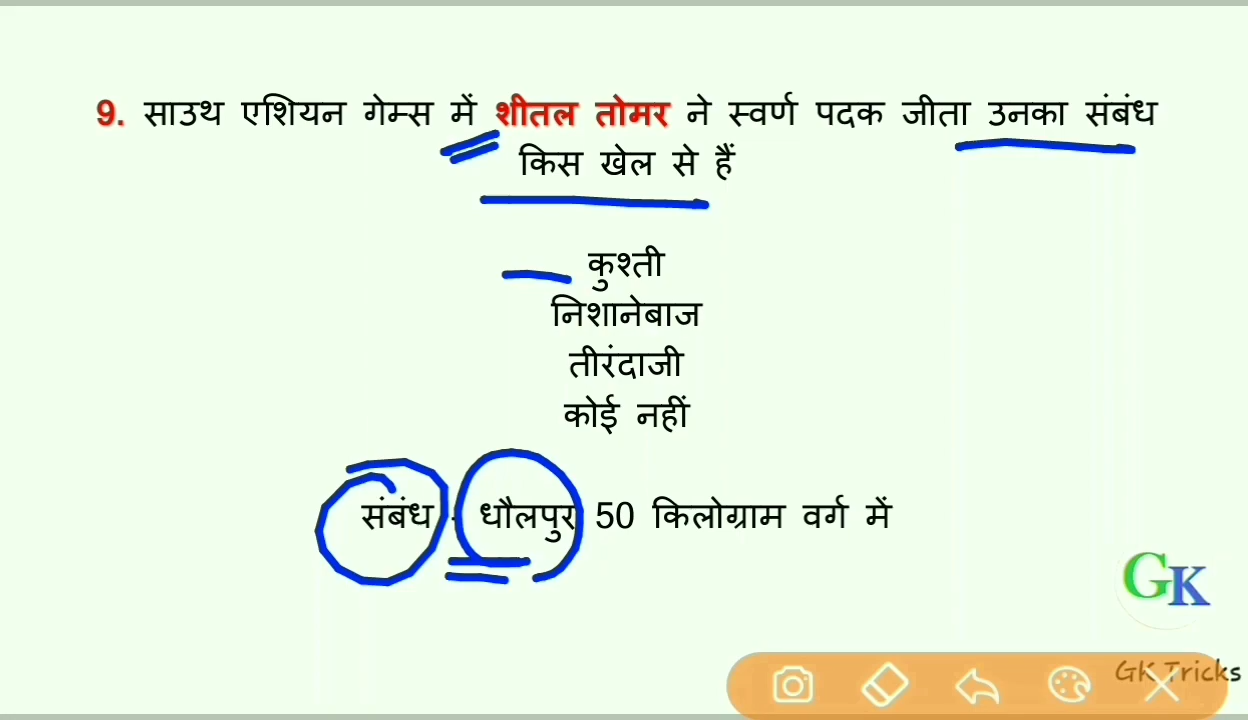 9. साउथ एशियन गेम्स में शीतल तोमर ने स्वर्ण पदक जीता उनका संबंध
किस खेल से हैं
कुश्ती
निशानेबाज
तीरंदाजी
कोई नहीं
संबंध - धौलपुर 50 किलोग्राम वर्ग में
GK
GK Tricks